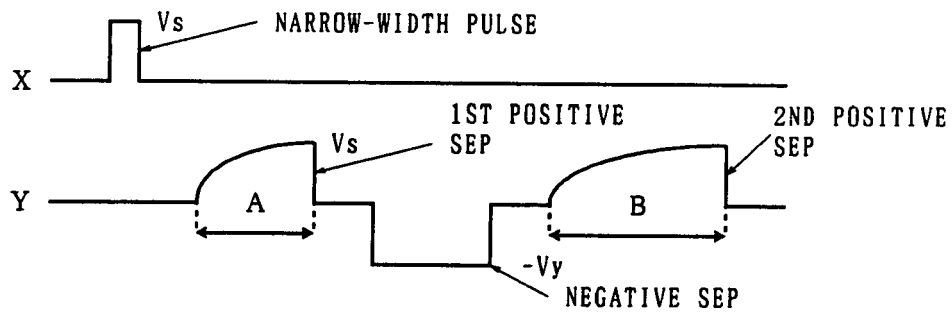 Vs NARROW-WIDTH PULSE
X
1ST POSITIVE
SEP
2ND POSITIVE
SEP
Vs
Y
A
B
-Vy
NEGATIVE SEP